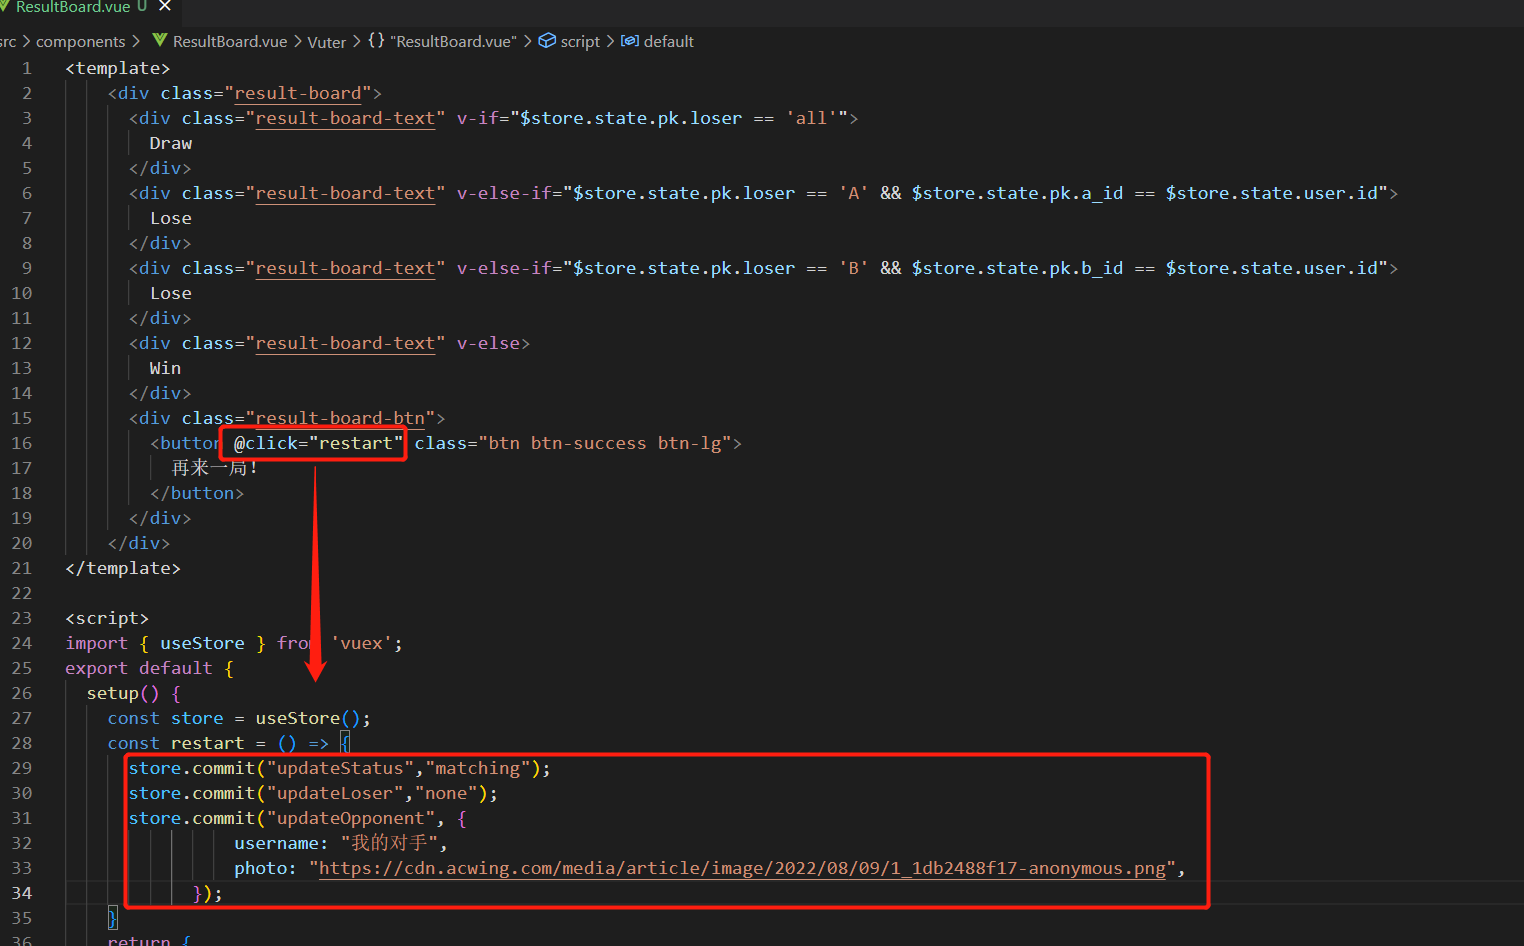 ResultBoard.vue U ×
src > components > ResultBoard.vue > Vuter > {} "ResultBoard.vue" > script > default
1 <template>
2 <div class="result-board">
3 <div class="result-board-text" v-if="$store.state.pk.loser == 'all'">
4 Draw
5 </div>
6 <div class="result-board-text" v-else-if="$store.state.pk.loser == 'A' && $store.state.pk.a_id == $store.state.user.id">
7 Lose
8 </div>
9 <div class="result-board-text" v-else-if="$store.state.pk.loser == 'B' && $store.state.pk.b_id == $store.state.user.id">
10 Lose
11 </div>
12 <div class="result-board-text" v-else>
13 Win
14 </div>
15 <div class="result-board-btn">
16 <button @click="restart" class="btn btn-success btn-lg">
17 再来一局!
18 </button>
19 </div>
20 </div>
21 </template>
22
23 <script>
24 import { useStore } from 'vuex';
25 export default {
26 setup() {
27 const store = useStore();
28 const restart = () => {
29 store.commit("updateStatus","matching");
30 store.commit("updateLoser","none");
31 store.commit("updateOpponent", {
32 username: "我的对手",
33 photo: "https://cdn.acwing.com/media/article/image/2022/08/09/1_1db2488f17-anonymous.png",
34 });
35 }
36 return {